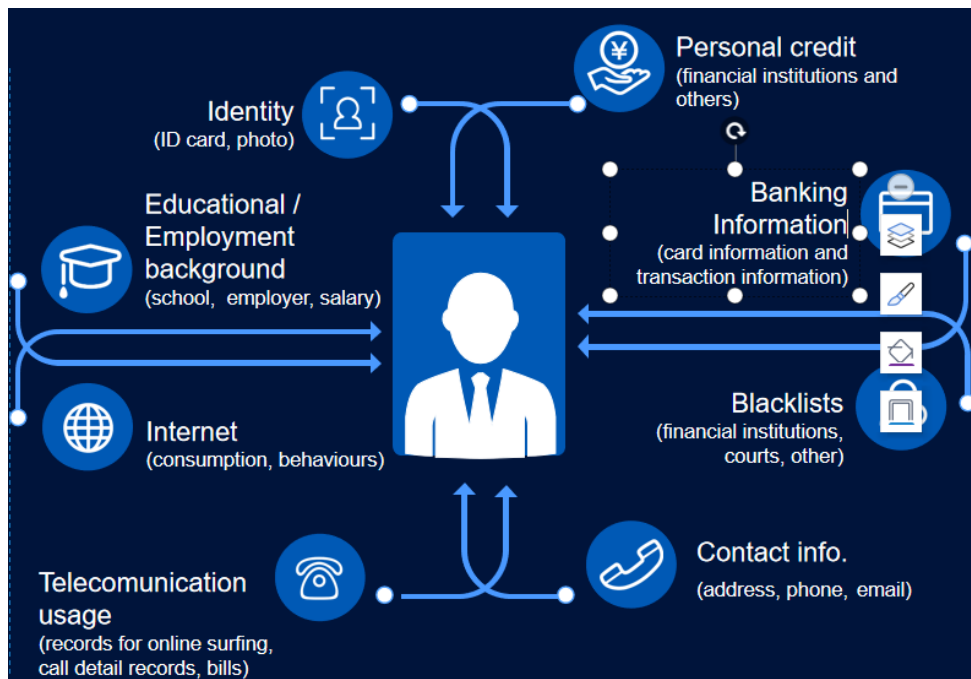 Personal credit
(financial institutions and
others)
Identity
(ID card, photo)
Banking
Information
(card information and
transaction information)
Educational /
Employment
background
(school, employer, salary)
Internet
(consumption, behaviours)
Blacklists
(financial institutions,
courts, other)
Contact info.
(address, phone, email)
Telecomunication
usage
(records for online surfing,
call detail records, bills)